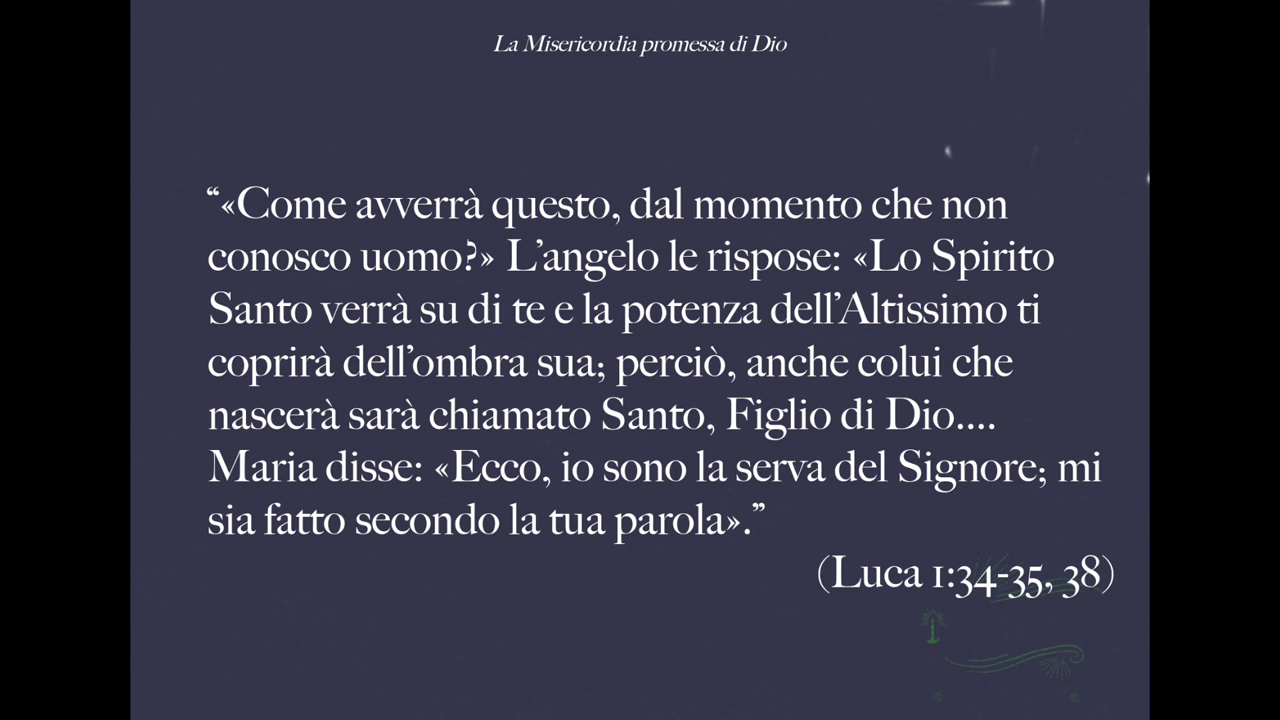 La Misericordia promessa di Dio
“«Come avverrà questo, dal momento che non
conosco uomo?» L’angelo le rispose: «Lo Spirito
Santo verrà su di te e la potenza dell’Altissimo ti
coprirà dell’ombra sua; perciò, anche colui che
nascerà sarà chiamato Santo, Figlio di Dio....
Maria disse: «Ecco, io sono la serva del Signore; mi
sia fatto secondo la tua parola».”
(Luca 1:34-35, 38)